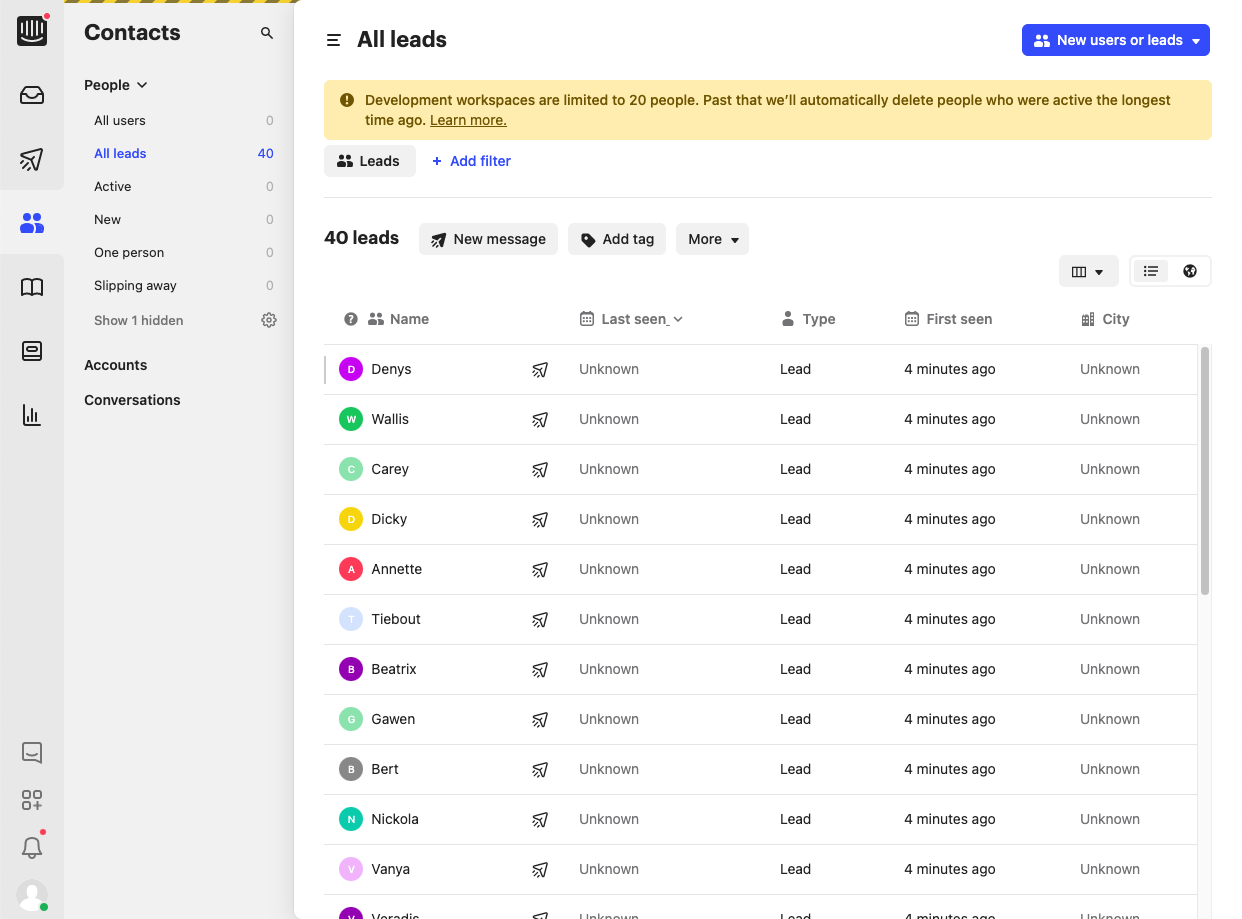 Contacts
People
All users 0
All leads 40
Active 0
New 0
One person 0
Slipping away 0
Show 1 hidden
Accounts
Conversations
All leads
New users or leads
Development workspaces are limited to 20 people. Past that we’ll automatically delete people who were active the longest
time ago. Learn more.
Leads
+ Add filter
40 leads
New message
Add tag
More
? Name Last seen Type First seen City
D Denys Unknown Lead 4 minutes ago Unknown
W Wallis Unknown Lead 4 minutes ago Unknown
C Carey Unknown Lead 4 minutes ago Unknown
D Dicky Unknown Lead 4 minutes ago Unknown
A Annette Unknown Lead 4 minutes ago Unknown
T Tiebout Unknown Lead 4 minutes ago Unknown
B Beatrix Unknown Lead 4 minutes ago Unknown
G Gawen Unknown Lead 4 minutes ago Unknown
B Bert Unknown Lead 4 minutes ago Unknown
N Nickola Unknown Lead 4 minutes ago Unknown
V Vanya Unknown Lead 4 minutes ago Unknown
V Veradis Unknown Lead 4 minutes ago Unknown